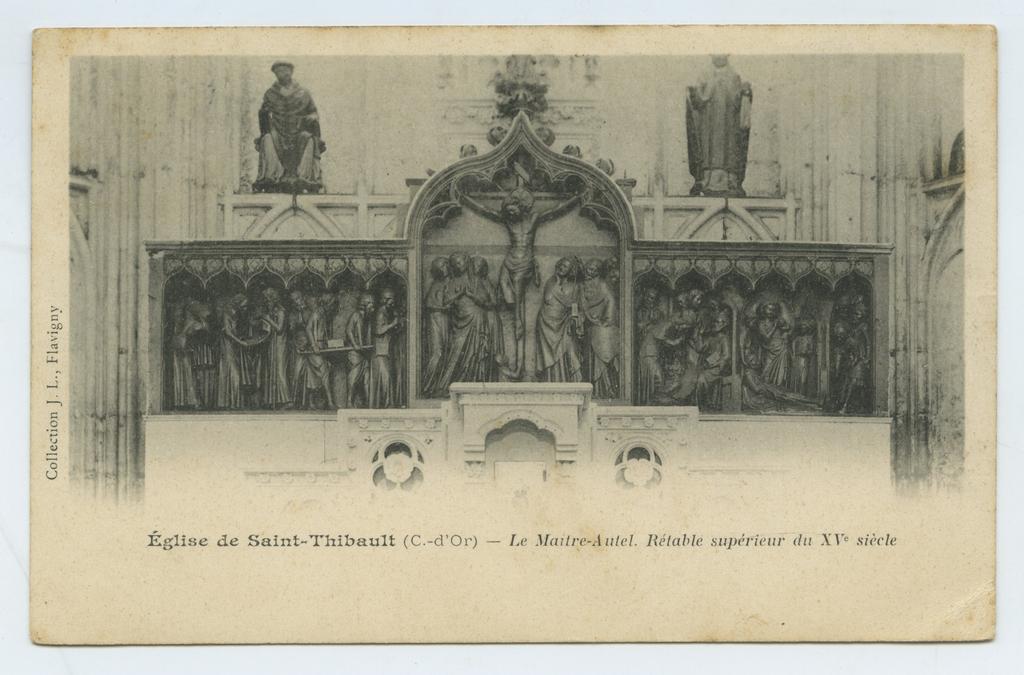 Collection J. L., Flavigny
Église de Saint-Thibault (C.-d'Or) — Le Maitre-Autel. Rétable supérieur du XVe siècle